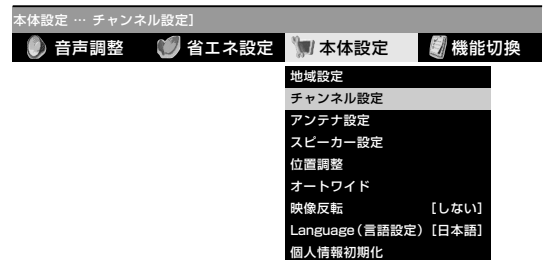 本体設定 … チャンネル設定]
音声調整 省エネ設定 本体設定 機能切換
地域設定
チャンネル設定
アンテナ設定
スピーカー設定
位置調整
オートワイド
映像反転 [しない]
Language(言語設定) [日本語]
個人情報初期化